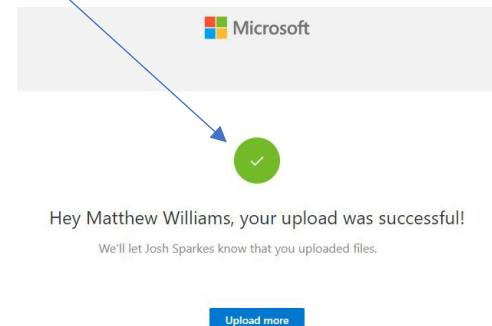 Microsoft
Hey Matthew Williams, your upload was successful!
We'll let Josh Sparkes know that you uploaded files.
Upload more